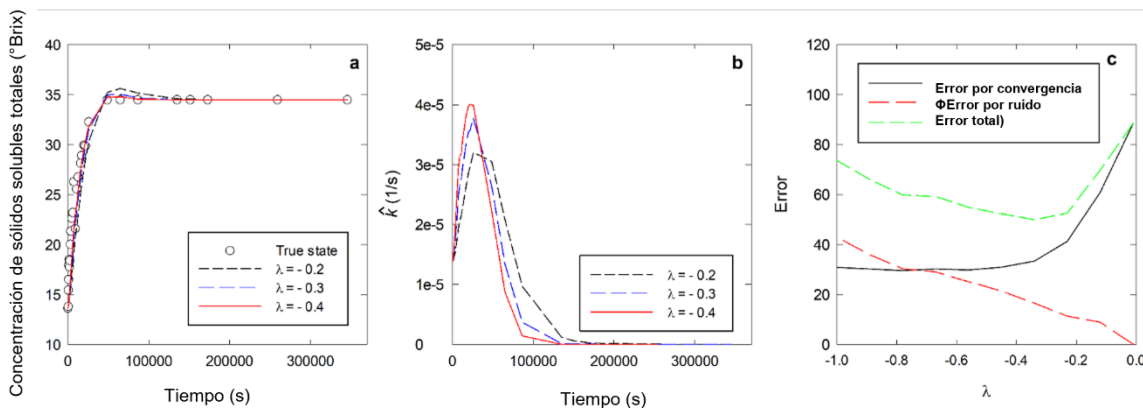 Concentración de sólidos solubles totales (°Brix)
40
35
30
25
20
15
10
a
True state
λ = - 0.2
λ = - 0.3
λ = - 0.4
0
100000
200000
300000
Tiempo (s)
k̂ (1/s)
5e-5
4e-5
3e-5
2e-5
1e-5
0
b
λ = - 0.2
λ = - 0.3
λ = - 0.4
0
100000
200000
300000
Tiempo (s)
Error
120
100
80
60
40
20
0
c
Error por convergencia
ΦError por ruido
Error total)
-1.0
-0.8
-0.6
-0.4
-0.2
0.0
λ